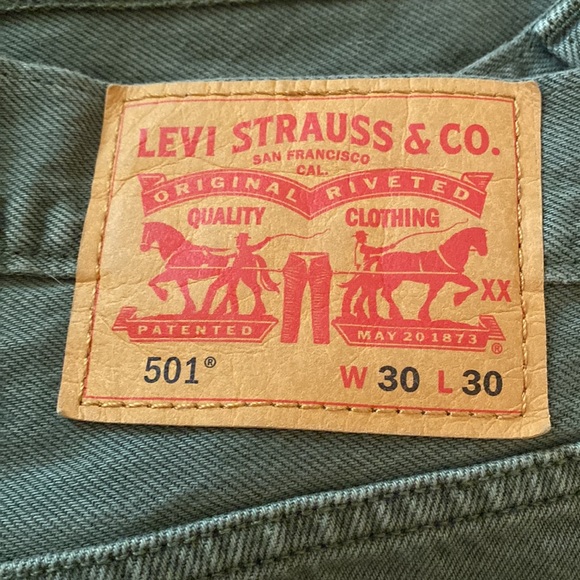 LEVI STRAUSS & CO.
SAN FRANCISCO
CAL.
ORIGINAL RIVETED
QUALITY CLOTHING
XX
PATENTED MAY 20 1873 ®
501® W 30 L 30